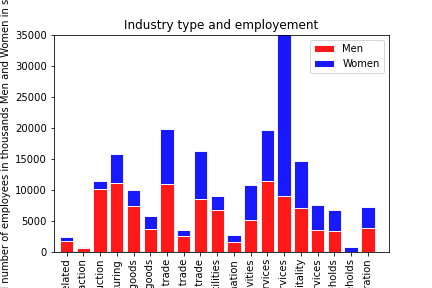 Industry type and employement
number of employees in thousands Men and Women in s
35000
30000
25000
20000
15000
10000
5000
0
Men
Women
elated
action
uction
uring
goods
goods
trade
trade
trade
ilities
nation
vities
rvices
rvices
itality
rvices
holds
holds
ration